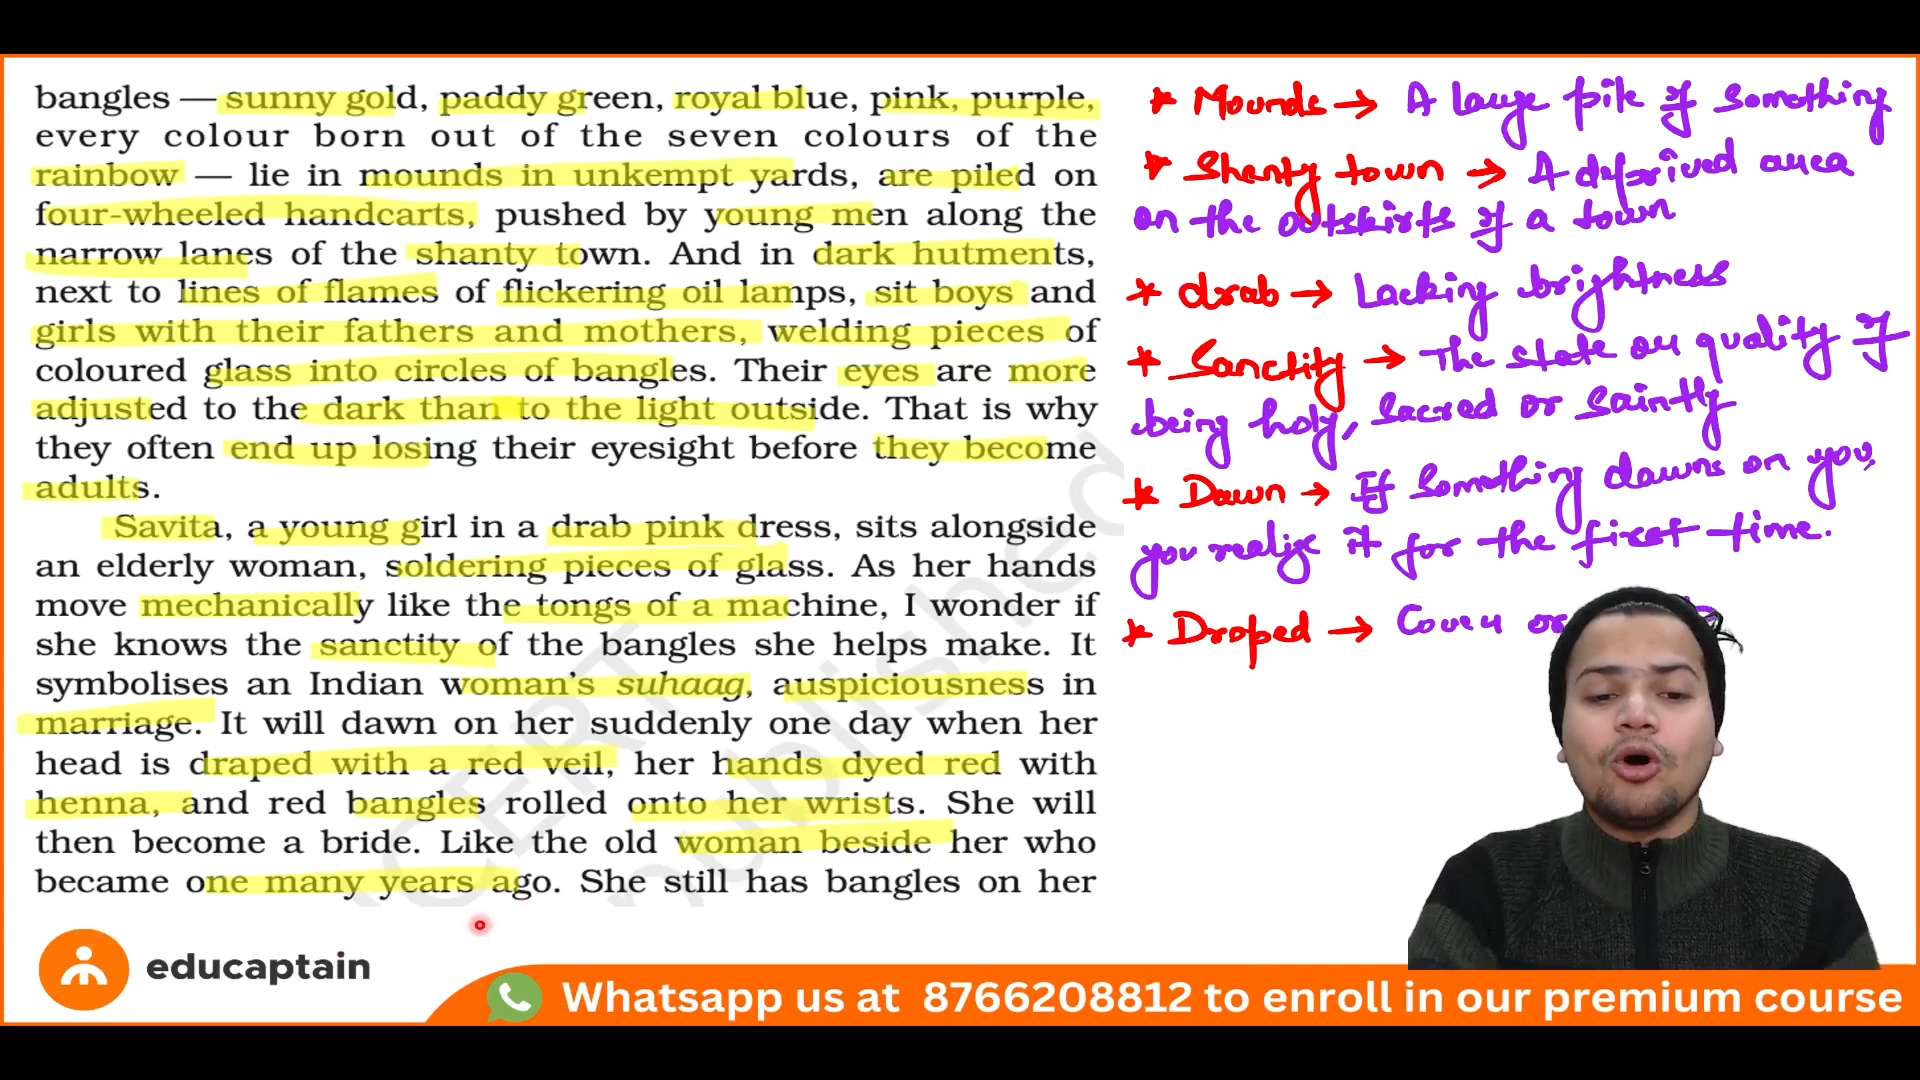 bangles — sunny gold, paddy green, royal blue, pink, purple,
every colour born out of the seven colours of the
rainbow — lie in mounds in unkempt yards, are piled on
four-wheeled handcarts, pushed by young men along the
narrow lanes of the shanty town. And in dark hutments,
next to lines of flames of flickering oil lamps, sit boys and
girls with their fathers and mothers, welding pieces of
coloured glass into circles of bangles. Their eyes are more
adjusted to the dark than to the light outside. That is why
they often end up losing their eyesight before they become
adults.
Savita, a young girl in a drab pink dress, sits alongside
an elderly woman, soldering pieces of glass. As her hands
move mechanically like the tongs of a machine, I wonder if
she knows the sanctity of the bangles she helps make. It
symbolises an Indian woman's suhaag, auspiciousness in
marriage. It will dawn on her suddenly one day when her
head is draped with a red veil, her hands dyed red with
henna, and red bangles rolled onto her wrists. She will
then become a bride. Like the old woman beside her who
became one many years ago. She still has bangles on her
* Mounds → A large pile of something
* Shanty town → A deprived area
on the outskirts of a town
* drab → Lacking brightness
* Sanctity → The state or quality of
being holy, sacred or saintly
* Dawn → If something dawns on you,
you realize it for the first time.
* Draped → Cover or
published
educaptain
Whatsapp us at 8766208812 to enroll in our premium course